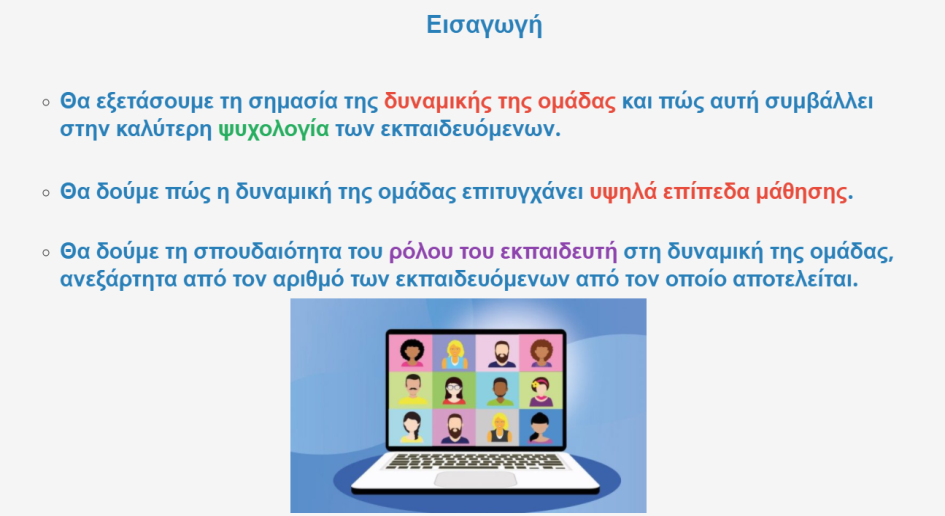 Εισαγωγή
Θα εξετάσουμε τη σημασία της δυναμικής της ομάδας και πώς αυτή συμβάλλει
στην καλύτερη ψυχολογία των εκπαιδευόμενων.
Θα δούμε πώς η δυναμική της ομάδας επιτυγχάνει υψηλά επίπεδα μάθησης.
Θα δούμε τη σπουδαιότητα του ρόλου του εκπαιδευτή στη δυναμική της ομάδας,
ανεξάρτητα από τον αριθμό των εκπαιδευόμενων από τον οποίο αποτελείται.